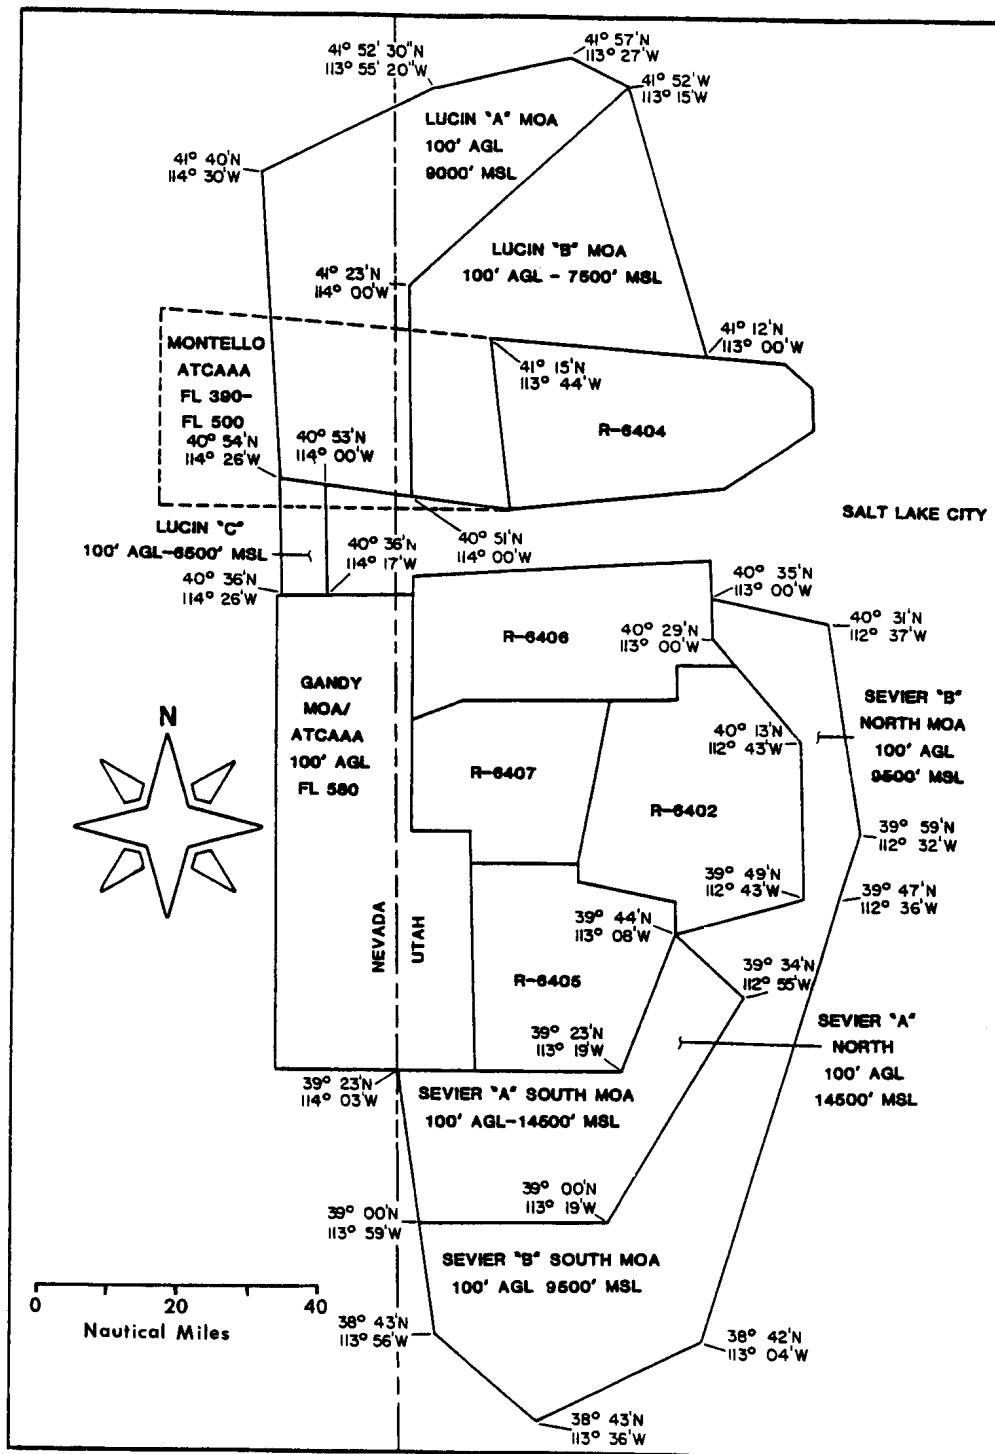 41° 57' N
113° 27' W
41° 52' 30" N
113° 55' 20" W
41° 52' W
113° 15' W
LUCIN "A" MOA
100' AGL
9000' MSL
41° 40' N
114° 30' W
LUCIN "B" MOA
100' AGL - 7500' MSL
41° 23' N
114° 00' W
41° 12' N
113° 00' W
MONTELLO
ATCAAA
FL 390-
FL 500
41° 15' N
113° 44' W
R-6404
40° 54' N
114° 26' W
40° 53' N
114° 00' W
SALT LAKE CITY
LUCIN "C"
100' AGL-6500' MSL
40° 51' N
114° 00' W
40° 36' N
114° 17' W
40° 36' N
114° 26' W
40° 35' N
113° 00' W
40° 31' N
112° 37' W
R-6406
40° 29' N
113° 00' W
GANDY
MOA/
ATCAAA
100' AGL
FL 580
SEVIER "B"
NORTH MOA
100' AGL
9500' MSL
N
40° 13' N
112° 43' W
R-6407
R-6402
39° 59' N
112° 32' W
39° 49' N
112° 43' W
39° 47' N
112° 36' W
39° 44' N
113° 08' W
NEVADA
UTAH
39° 34' N
112° 55' W
R-6405
SEVIER "A"
NORTH
100' AGL
14500' MSL
39° 23' N
113° 19' W
39° 23' N
114° 03' W
SEVIER "A" SOUTH MOA
100' AGL-14500' MSL
39° 00' N
113° 19' W
39° 00' N
113° 59' W
SEVIER "B" SOUTH MOA
100' AGL 9500' MSL
0 20 40
Nautical Miles
38° 43' N
113° 56' W
38° 42' N
113° 04' W
38° 43' N
113° 36' W